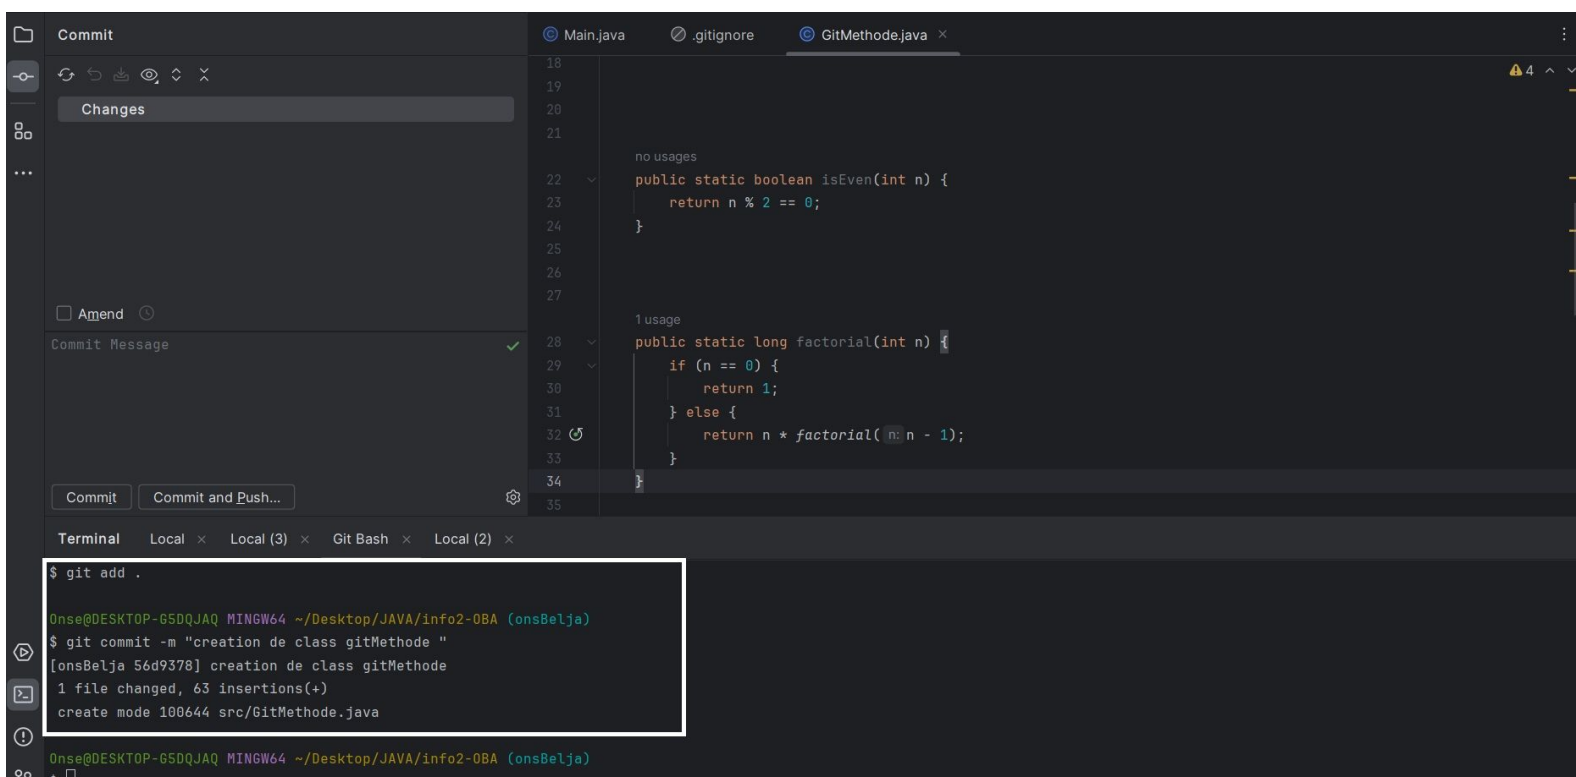 Commit
Main.java
.gitignore
GitMethode.java
4
Changes
Amend
Commit Message
Commit
Commit and Push...
18
19
20
21
no usages
22 public static boolean isEven(int n) {
23 return n % 2 == 0;
24 }
25
26
27
1 usage
28 public static long factorial(int n) {
29 if (n == 0) {
30 return 1;
31 } else {
32 return n * factorial( n: n - 1);
33 }
34 }
35
Terminal Local Local (3) Git Bash Local (2)
$ git add .
Onse@DESKTOP-G5DQJAQ MINGW64 ~/Desktop/JAVA/info2-OBA (onsBelja)
$ git commit -m "creation de class gitMethode "
[onsBelja 56d9378] creation de class gitMethode
1 file changed, 63 insertions(+)
create mode 100644 src/GitMethode.java
Onse@DESKTOP-G5DQJAQ MINGW64 ~/Desktop/JAVA/info2-OBA (onsBelja)